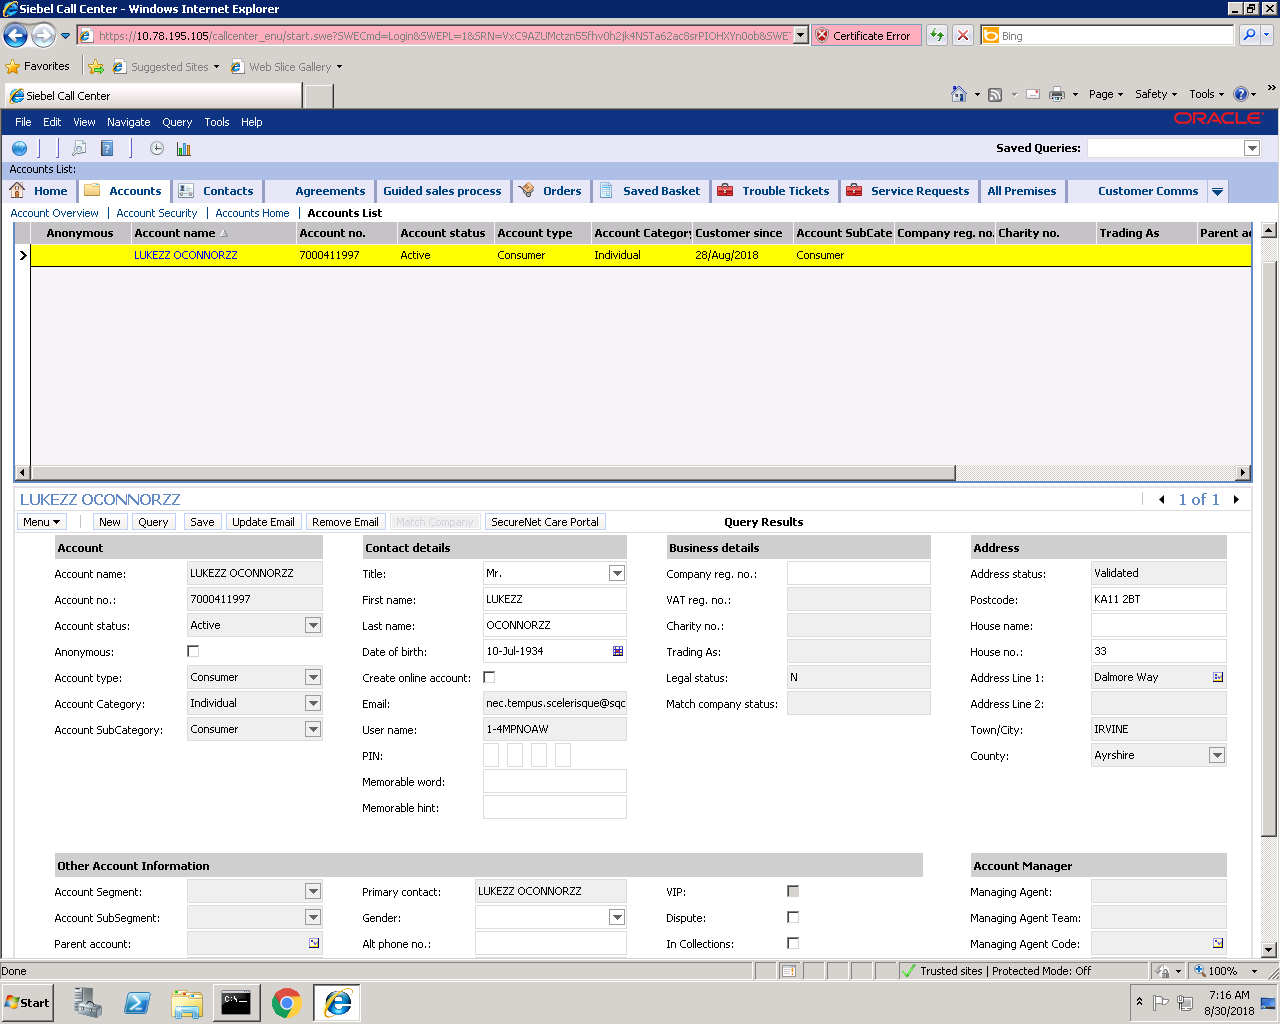 Siebel Call Center - Windows Internet Explorer
https://10.78.195.105/callcenter_enu/start.swe?SWECmd=Login&SWEPL=1&SRN=
Certificate Error
Bing
Favorites
Suggested Sites
Web Slice Gallery
Siebel Call Center
Page
Safety
Tools
File Edit View Navigate Query Tools Help
ORACLE
Saved Queries:
Accounts List:
Home Accounts Contacts Agreements Guided sales process Orders Saved Basket Trouble Tickets Service Requests All Premises Customer Comms
Account Overview | Account Security | Accounts Home | Accounts List
Anonymous Account name Account no. Account status Account type Account Category Customer since Account SubCate Company reg. no. Charity no. Trading As Parent ac
LUKEZZ OCONNORZZ 7000411997 Active Consumer Individual 28/Aug/2018 Consumer
LUKEZZ OCONNORZZ
1 of 1
Menu New Query Save Update Email Remove Email Match Company SecureNet Care Portal Query Results
Account Contact details Business details Address
Account name: LUKEZZ OCONNORZZ Title: Mr. Company reg. no.: Address status: Validated
Account no.: 7000411997 First name: LUKEZZ VAT reg. no.: Postcode: KA11 2BT
Account status: Active Last name: OCONNORZZ Charity no.: House name:
Anonymous: Date of birth: 10-Jul-1934 Trading As: House no.: 33
Account type: Consumer Create online account: Legal status: N Address Line 1: Dalmore Way
Account Category: Individual Email: nec.tempus.scelerisque@sqc Match company status: Address Line 2:
Account SubCategory: Consumer User name: 1-4MPNOAW Town/City: IRVINE
PIN: County: Ayrshire
Memorable word:
Memorable hint:
Other Account Information Account Manager
Account Segment: Primary contact: LUKEZZ OCONNORZZ VIP: Managing Agent:
Account SubSegment: Gender: Dispute: Managing Agent Team:
Parent account: Alt phone no.: In Collections: Managing Agent Code:
Done
Trusted sites | Protected Mode: Off
100%
Start
C:\
7:16 AM
8/30/2018